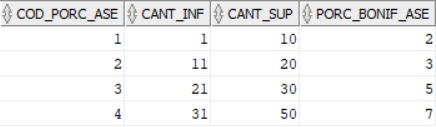 COD_PORC_ASE CANT_INF CANT_SUP PORC_BONIF_ASE
1 1 10 2
2 11 20 3
3 21 30 5
4 31 50 7